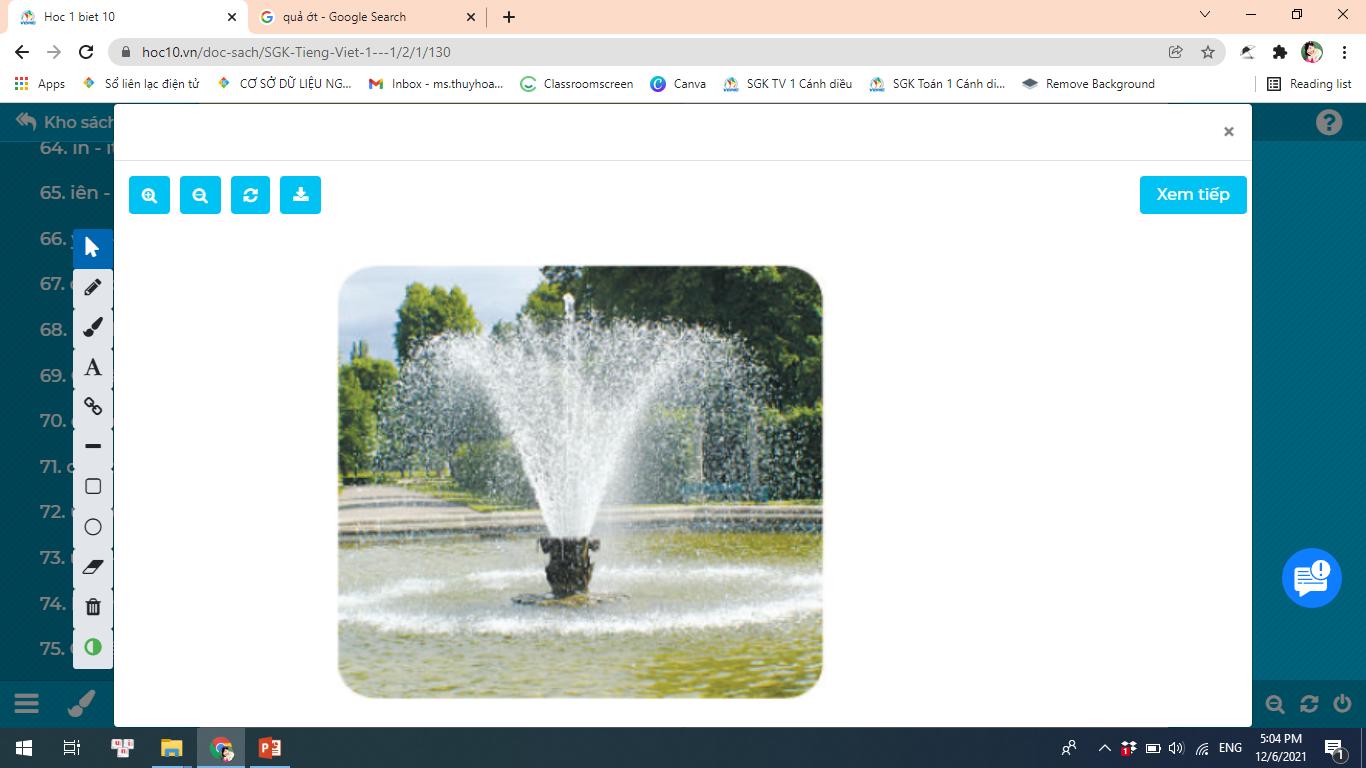 Hoc 1 biet 10
quả ớt - Google Search
hoc10.vn/doc-sach/SGK-Tieng-Viet-1---1/2/1/130
Apps
Sổ liên lạc điện tử
CƠ SỞ DỮ LIỆU NG...
Inbox - ms.thuyhoa...
Classroomscreen
Canva
SGK TV 1 Cánh diều
SGK Toán 1 Cánh di...
Remove Background
Reading list
Kho sách
64. in - it
65. iên -
66.
67.
68.
69.
70.
71.
72.
73.
74.
75.
A
Xem tiếp
ENG
5:04 PM
12/6/2021
1